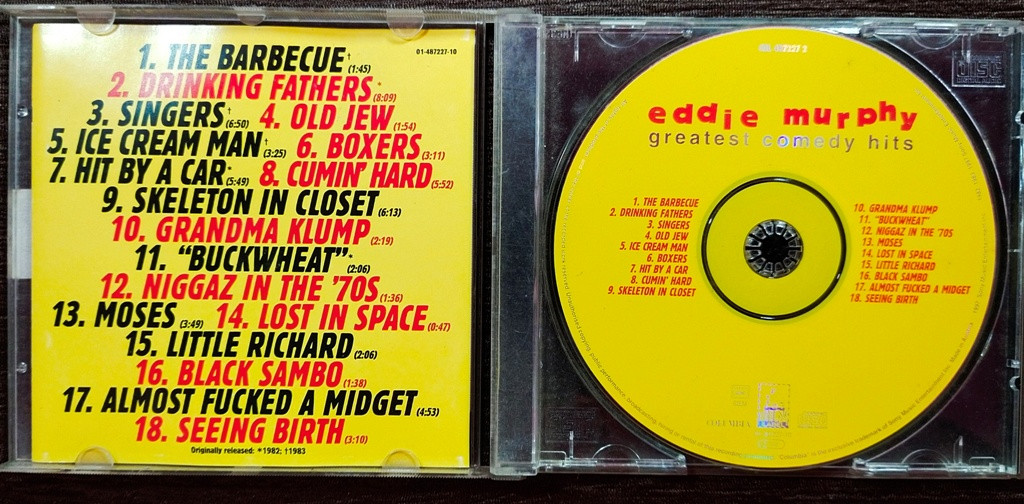 01-487227-10
1. THE BARBECUE† (1:45)
2. DRINKING FATHERS* (8:09)
3. SINGERS† (6:50) 4. OLD JEW (1:54)
5. ICE CREAM MAN† (3:25) 6. BOXERS (3:11)
7. HIT BY A CAR* (5:49) 8. CUMIN' HARD (5:52)
9. SKELETON IN CLOSET (6:13)
10. GRANDMA KLUMP (2:19)
11. "BUCKWHEAT"* (2:06)
12. NIGGAZ IN THE '70S (1:36)
13. MOSES (3:49) 14. LOST IN SPACE (0:47)
15. LITTLE RICHARD (2:06)
16. BLACK SAMBO (1:38)
17. ALMOST FUCKED A MIDGET (4:53)
18. SEEING BIRTH (3:10)
Originally released: *1982; †1983
01-487227 2
eddie murphy
greatest comedy hits
1. THE BARBECUE
2. DRINKING FATHERS
3. SINGERS
4. OLD JEW
5. ICE CREAM MAN
6. BOXERS
7. HIT BY A CAR
8. CUMIN' HARD
9. SKELETON IN CLOSET
10. GRANDMA KLUMP
11. "BUCKWHEAT"
12. NIGGAZ IN THE '70S
13. MOSES
14. LOST IN SPACE
15. LITTLE RICHARD
16. BLACK SAMBO
17. ALMOST FUCKED A MIDGET
18. SEEING BIRTH
COLUMBIA
disc